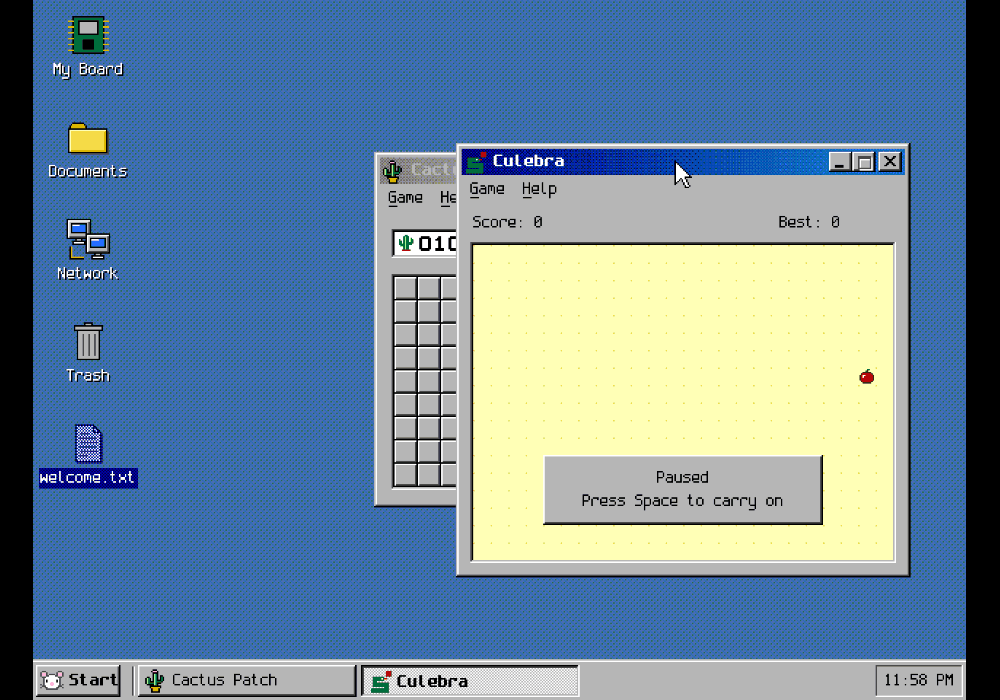 My Board
Documents
Network
Trash
welcome.txt
Game
010
Culebra
Game Help
Score: 0
Best: 0
Paused
Press Space to carry on
Start
Cactus Patch
Culebra
11:58 PM